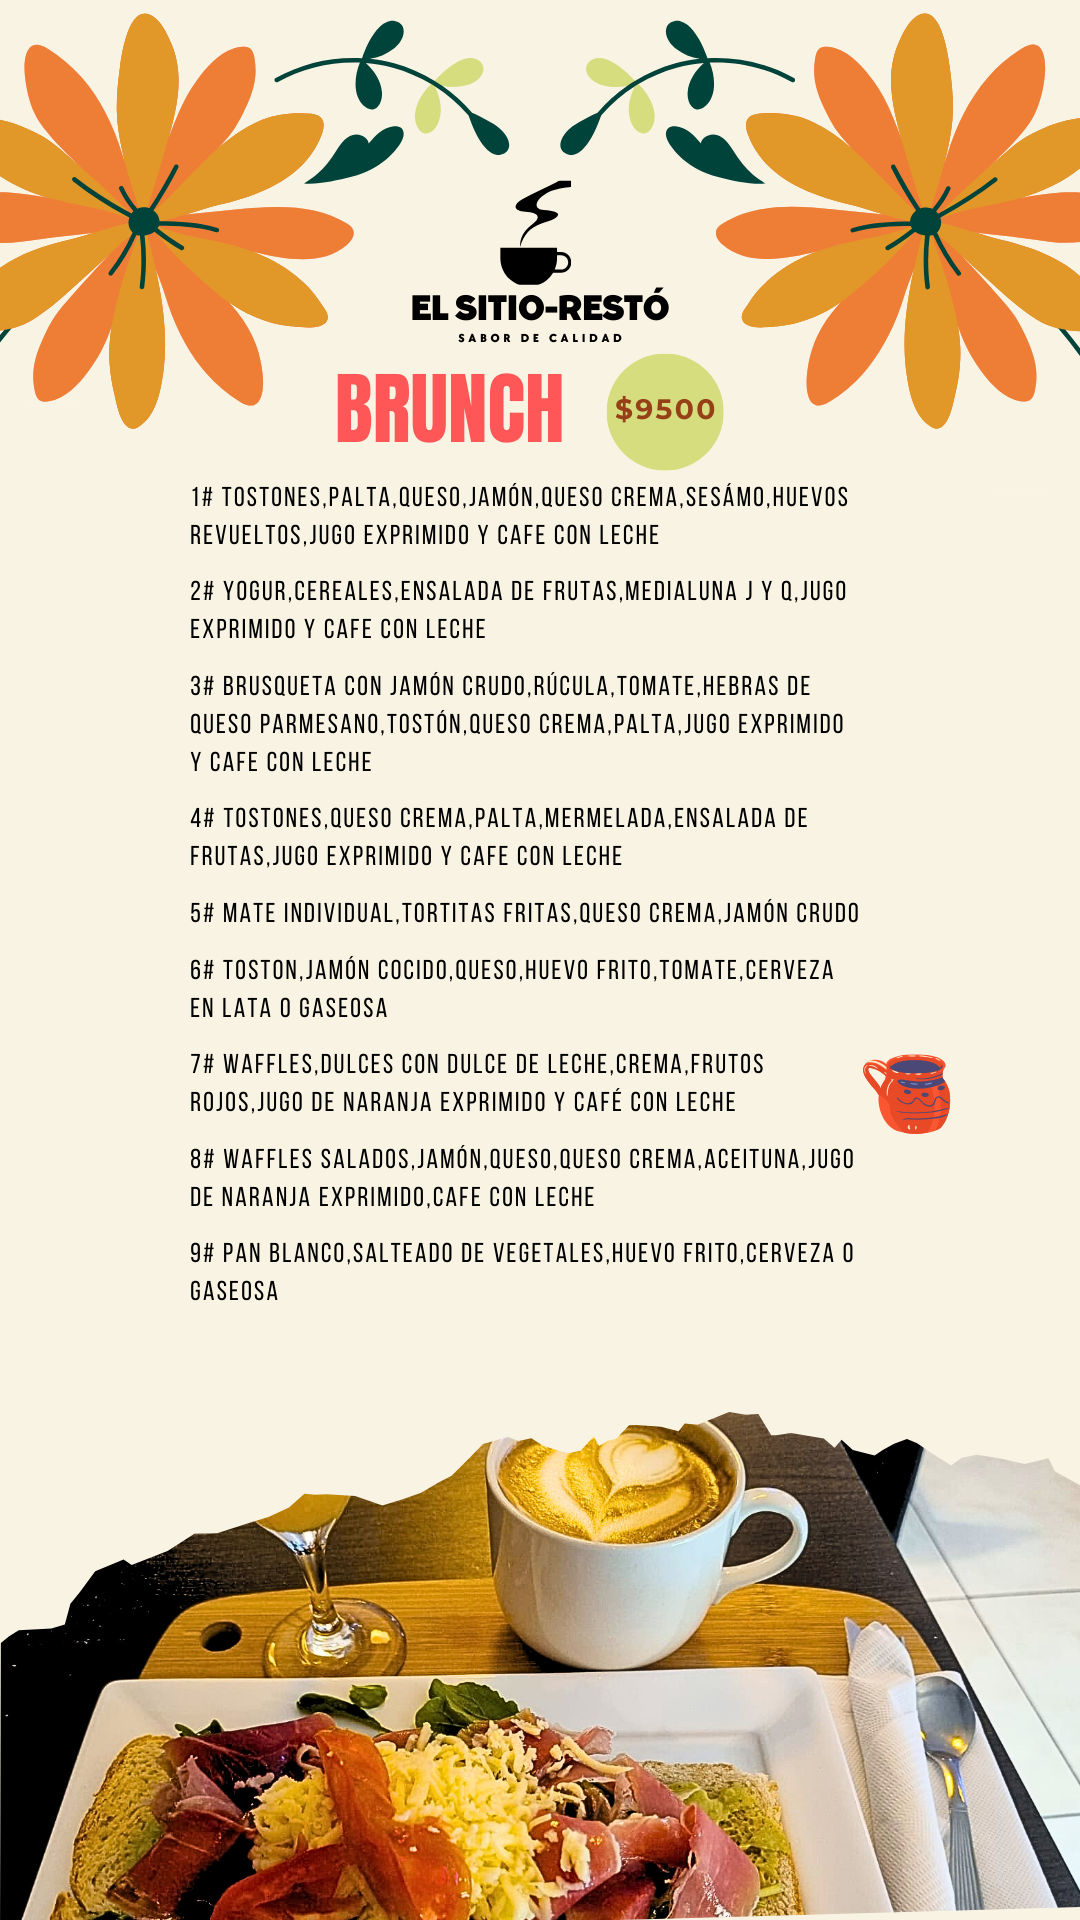 EL SITIO-RESTÓ
SABOR DE CALIDAD
BRUNCH
$9500
1# TOSTONES,PALTA,QUESO,JAMÓN,QUESO CREMA,SESÁMO,HUEVOS
REVUELTOS,JUGO EXPRIMIDO Y CAFE CON LECHE
2# YOGUR,CEREALES,ENSALADA DE FRUTAS,MEDIALUNA J Y Q,JUGO
EXPRIMIDO Y CAFE CON LECHE
3# BRUSQUETA CON JAMÓN CRUDO,RÚCULA,TOMATE,HEBRAS DE
QUESO PARMESANO,TOSTÓN,QUESO CREMA,PALTA,JUGO EXPRIMIDO
Y CAFE CON LECHE
4# TOSTONES,QUESO CREMA,PALTA,MERMELADA,ENSALADA DE
FRUTAS,JUGO EXPRIMIDO Y CAFE CON LECHE
5# MATE INDIVIDUAL,TORTITAS FRITAS,QUESO CREMA,JAMÓN CRUDO
6# TOSTON,JAMÓN COCIDO,QUESO,HUEVO FRITO,TOMATE,CERVEZA
EN LATA O GASEOSA
7# WAFFLES,DULCES CON DULCE DE LECHE,CREMA,FRUTOS
ROJOS,JUGO DE NARANJA EXPRIMIDO Y CAFÉ CON LECHE
8# WAFFLES SALADOS,JAMÓN,QUESO,QUESO CREMA,ACEITUNA,JUGO
DE NARANJA EXPRIMIDO,CAFE CON LECHE
9# PAN BLANCO,SALTEADO DE VEGETALES,HUEVO FRITO,CERVEZA O
GASEOSA